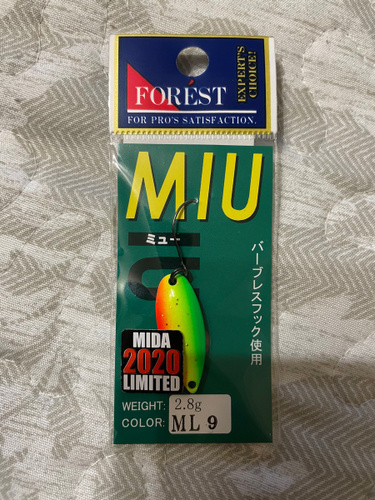 FORÉST
FOR PRO'S SATISFACTION.
EXPERT'S
CHOICE!
MIU
ミュー
バーブレスフック使用
MIDA
2020
LIMITED
WEIGHT: 2.8g
COLOR: ML 9